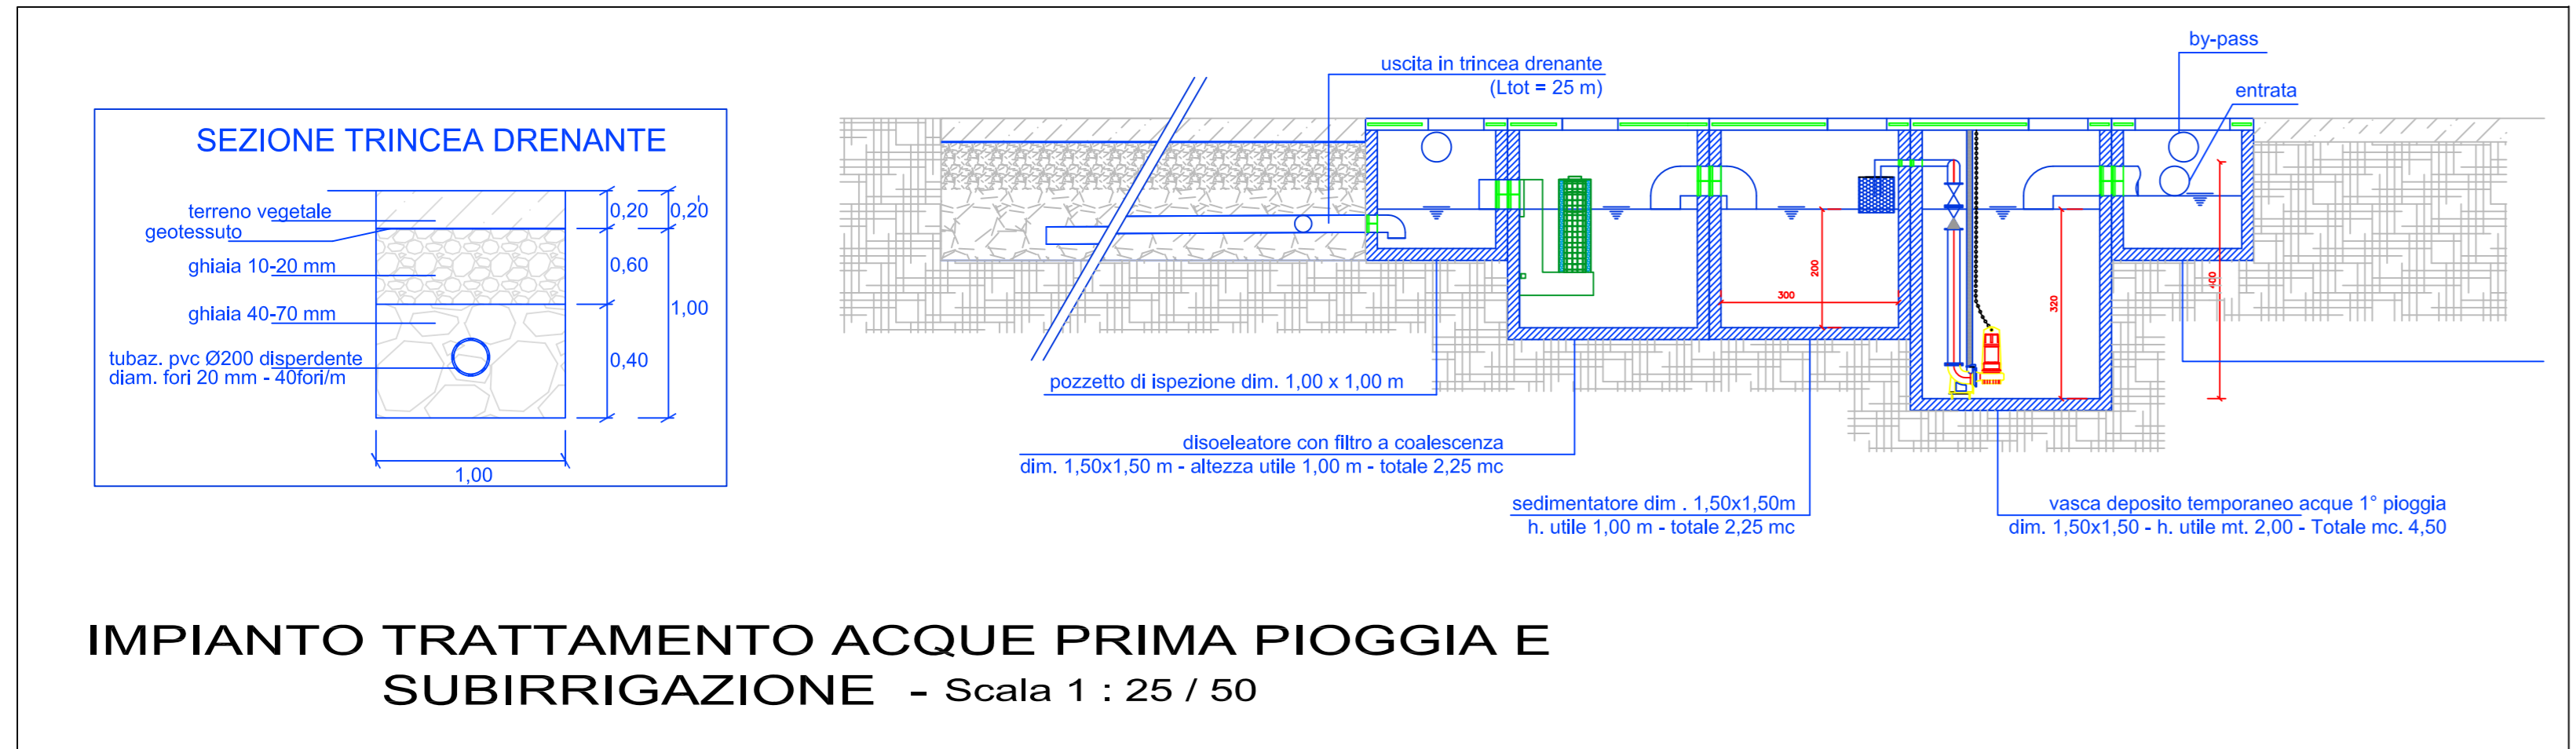 SEZIONE TRINCEA DRENANTE
terreno vegetale
geotessuto
ghiaia 10-20 mm
ghiaia 40-70 mm
tubaz. pvc Ø200 disperdente
diam. fori 20 mm - 40fori/m
0,20
0,20
0,60
1,00
0,40
1,00
uscita in trincea drenante
(Ltot = 25 m)
by-pass
entrata
200
300
320
400
pozzetto di ispezione dim. 1,00 x 1,00 m
disoeleatore con filtro a coalescenza
dim. 1,50x1,50 m - altezza utile 1,00 m - totale 2,25 mc
sedimentatore dim . 1,50x1,50m
h. utile 1,00 m - totale 2,25 mc
vasca deposito temporaneo acque 1° pioggia
dim. 1,50x1,50 - h. utile mt. 2,00 - Totale mc. 4,50
IMPIANTO TRATTAMENTO ACQUE PRIMA PIOGGIA E
SUBIRRIGAZIONE - Scala 1 : 25 / 50